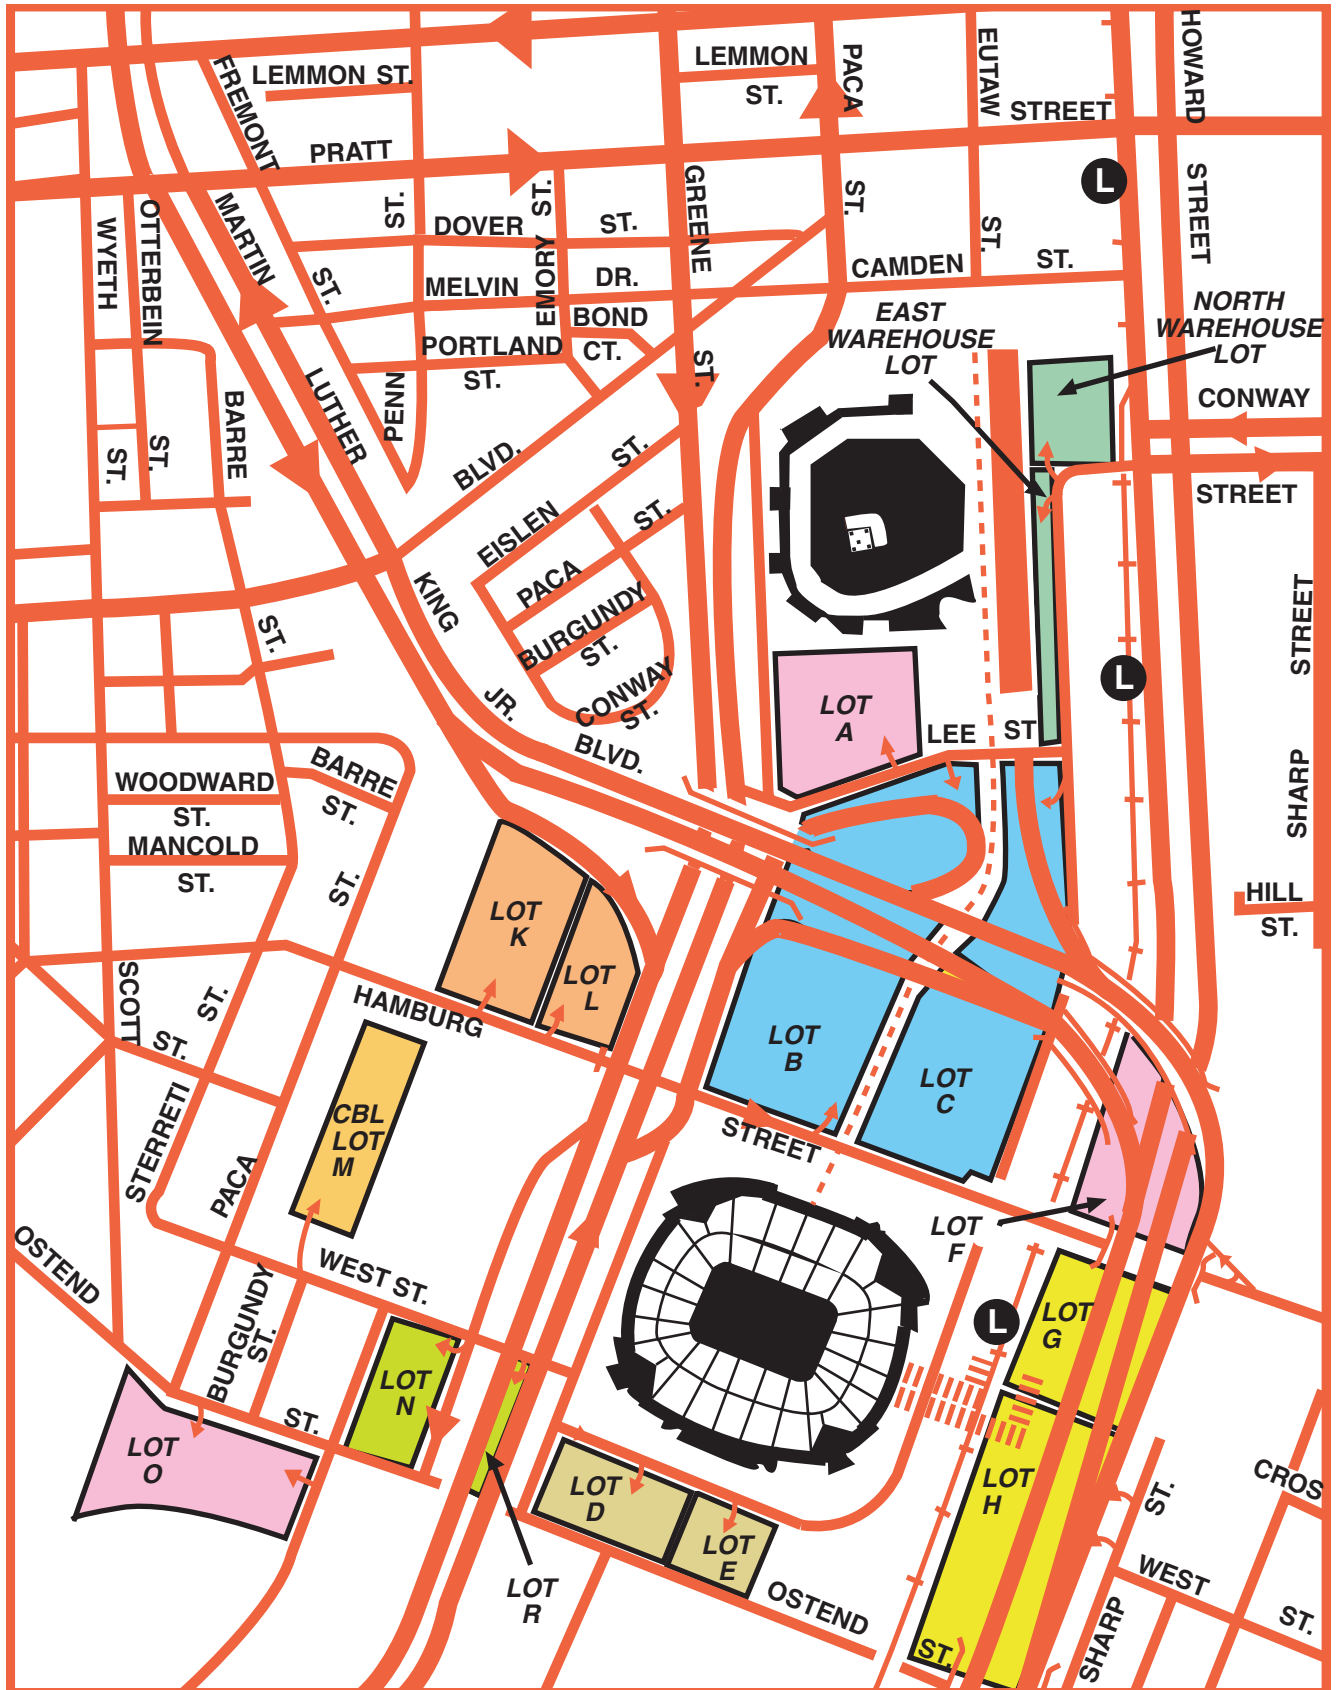 LEMMON ST.
LEMMON
ST.
FREMONT
ST.
PACA
ST.
EUTAW
ST.
HOWARD
STREET
PRATT
STREET
L
WYETH
ST.
OTTERBEIN
ST.
MARTIN
LUTHER
KING
JR.
BLVD.
PENN
ST.
DOVER
ST.
EMORY ST.
GREENE
ST.
MELVIN
DR.
CAMDEN
ST.
BOND
CT.
PORTLAND
ST.
EAST
WAREHOUSE
LOT
NORTH
WAREHOUSE
LOT
CONWAY
STREET
BARRE
ST.
BLVD.
EISLEN
ST.
PACA
ST.
BURGUNDY
ST.
CONWAY
ST.
L
SHARP
STREET
LOT
A
LEE
ST
BARRE
ST.
WOODWARD
ST.
MANCOLD
ST.
ST.
HILL
ST.
LOT
K
LOT
L
HAMBURG
STREET
SCOTT
ST.
STERRETI
ST.
LOT
B
LOT
C
CBL
LOT
M
PACA
OSTEND
ST.
WEST ST.
BURGUNDY
ST.
LOT
F
L
LOT
G
LOT
N
LOT
O
LOT
H
LOT
D
LOT
E
LOT
R
OSTEND
ST.
SHARP
ST.
WEST
ST.
CROS